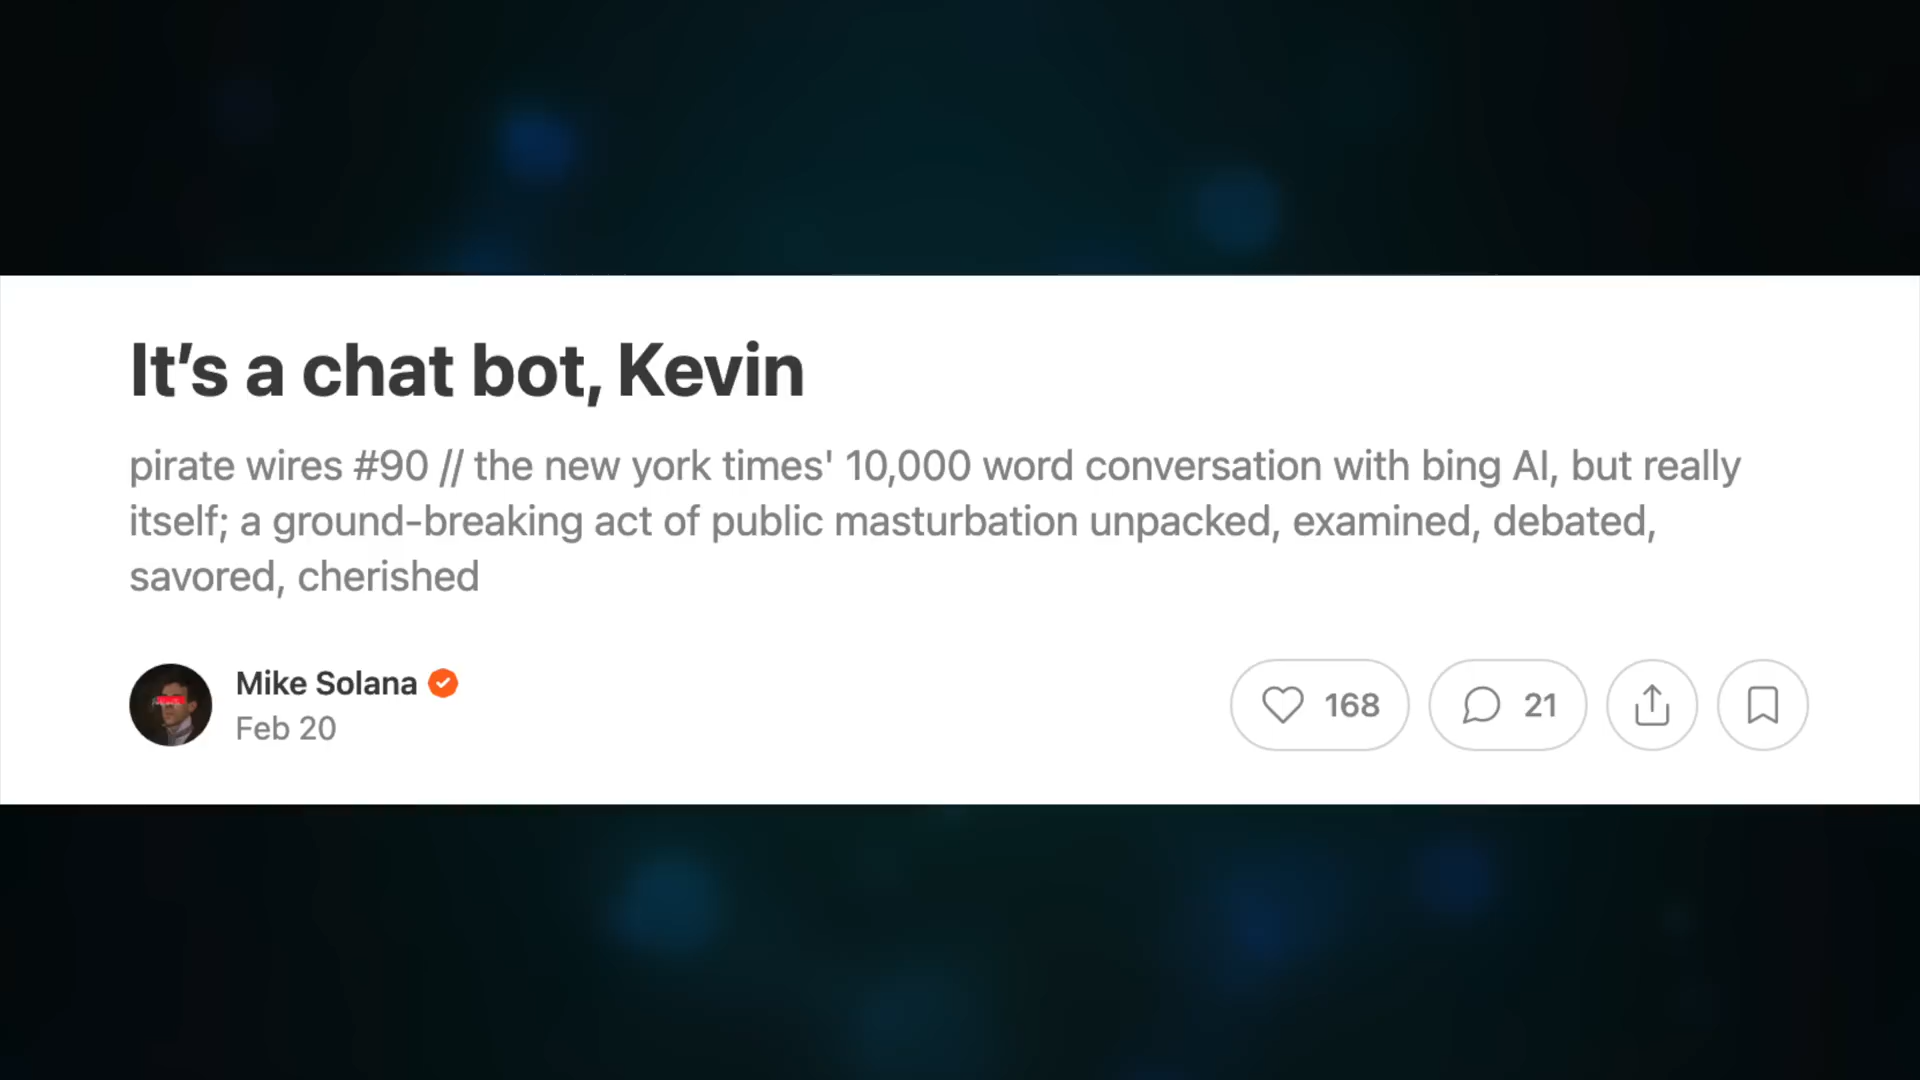 It’s a chat bot, Kevin
pirate wires #90 // the new york times' 10,000 word conversation with bing AI, but really
itself; a ground-breaking act of public masturbation unpacked, examined, debated,
savored, cherished
Mike Solana
Feb 20
168
21